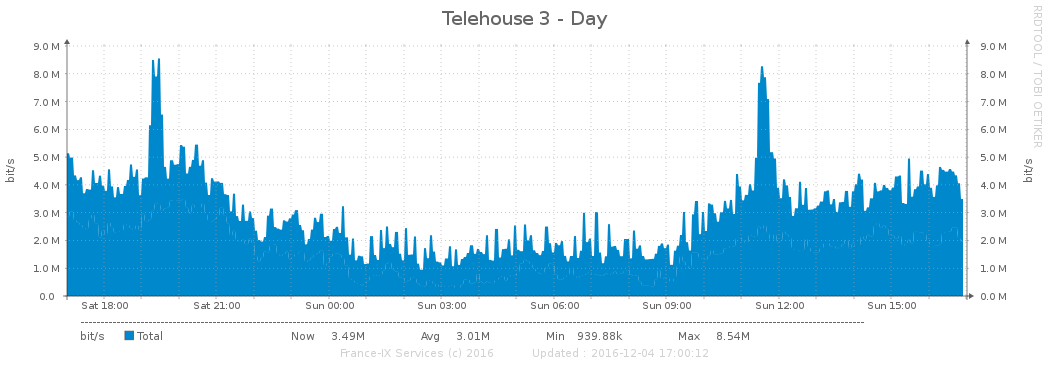 Telehouse 3 - Day
RRDTOOL / TOBI OETIKER
bit/s
bit/s
9.0 M 9.0 M
8.0 M 8.0 M
7.0 M 7.0 M
6.0 M 6.0 M
5.0 M 5.0 M
4.0 M 4.0 M
3.0 M 3.0 M
2.0 M 2.0 M
1.0 M 1.0 M
0.0 0.0 M
Sat 18:00 Sat 21:00 Sun 00:00 Sun 03:00 Sun 06:00 Sun 09:00 Sun 12:00 Sun 15:00
bit/s Total Now 3.49M Avg 3.01M Min 939.88k Max 8.54M
France-IX Services (c) 2016 Updated : 2016-12-04 17:00:12